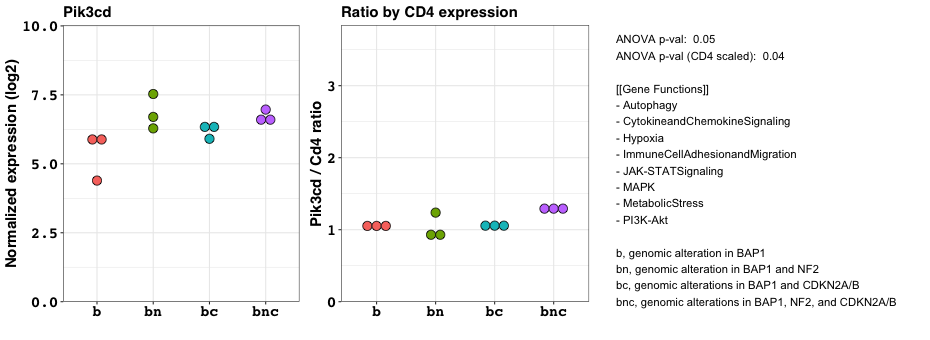 Pik3cd
Normalized expression (log2)
10.0
7.5
5.0
2.5
0.0
b bn bc bnc
Ratio by CD4 expression
Pik3cd / Cd4 ratio
3
2
1
0
b bn bc bnc
ANOVA p-val:  0.05
ANOVA p-val (CD4 scaled):  0.04
[[Gene Functions]]
- Autophagy
- CytokineandChemokineSignaling
- Hypoxia
- ImmuneCellAdhesionandMigration
- JAK-STATSignaling
- MAPK
- MetabolicStress
- PI3K-Akt
b, genomic alteration in BAP1
bn, genomic alteration in BAP1 and NF2
bc, genomic alterations in BAP1 and CDKN2A/B
bnc, genomic alterations in BAP1, NF2, and CDKN2A/B